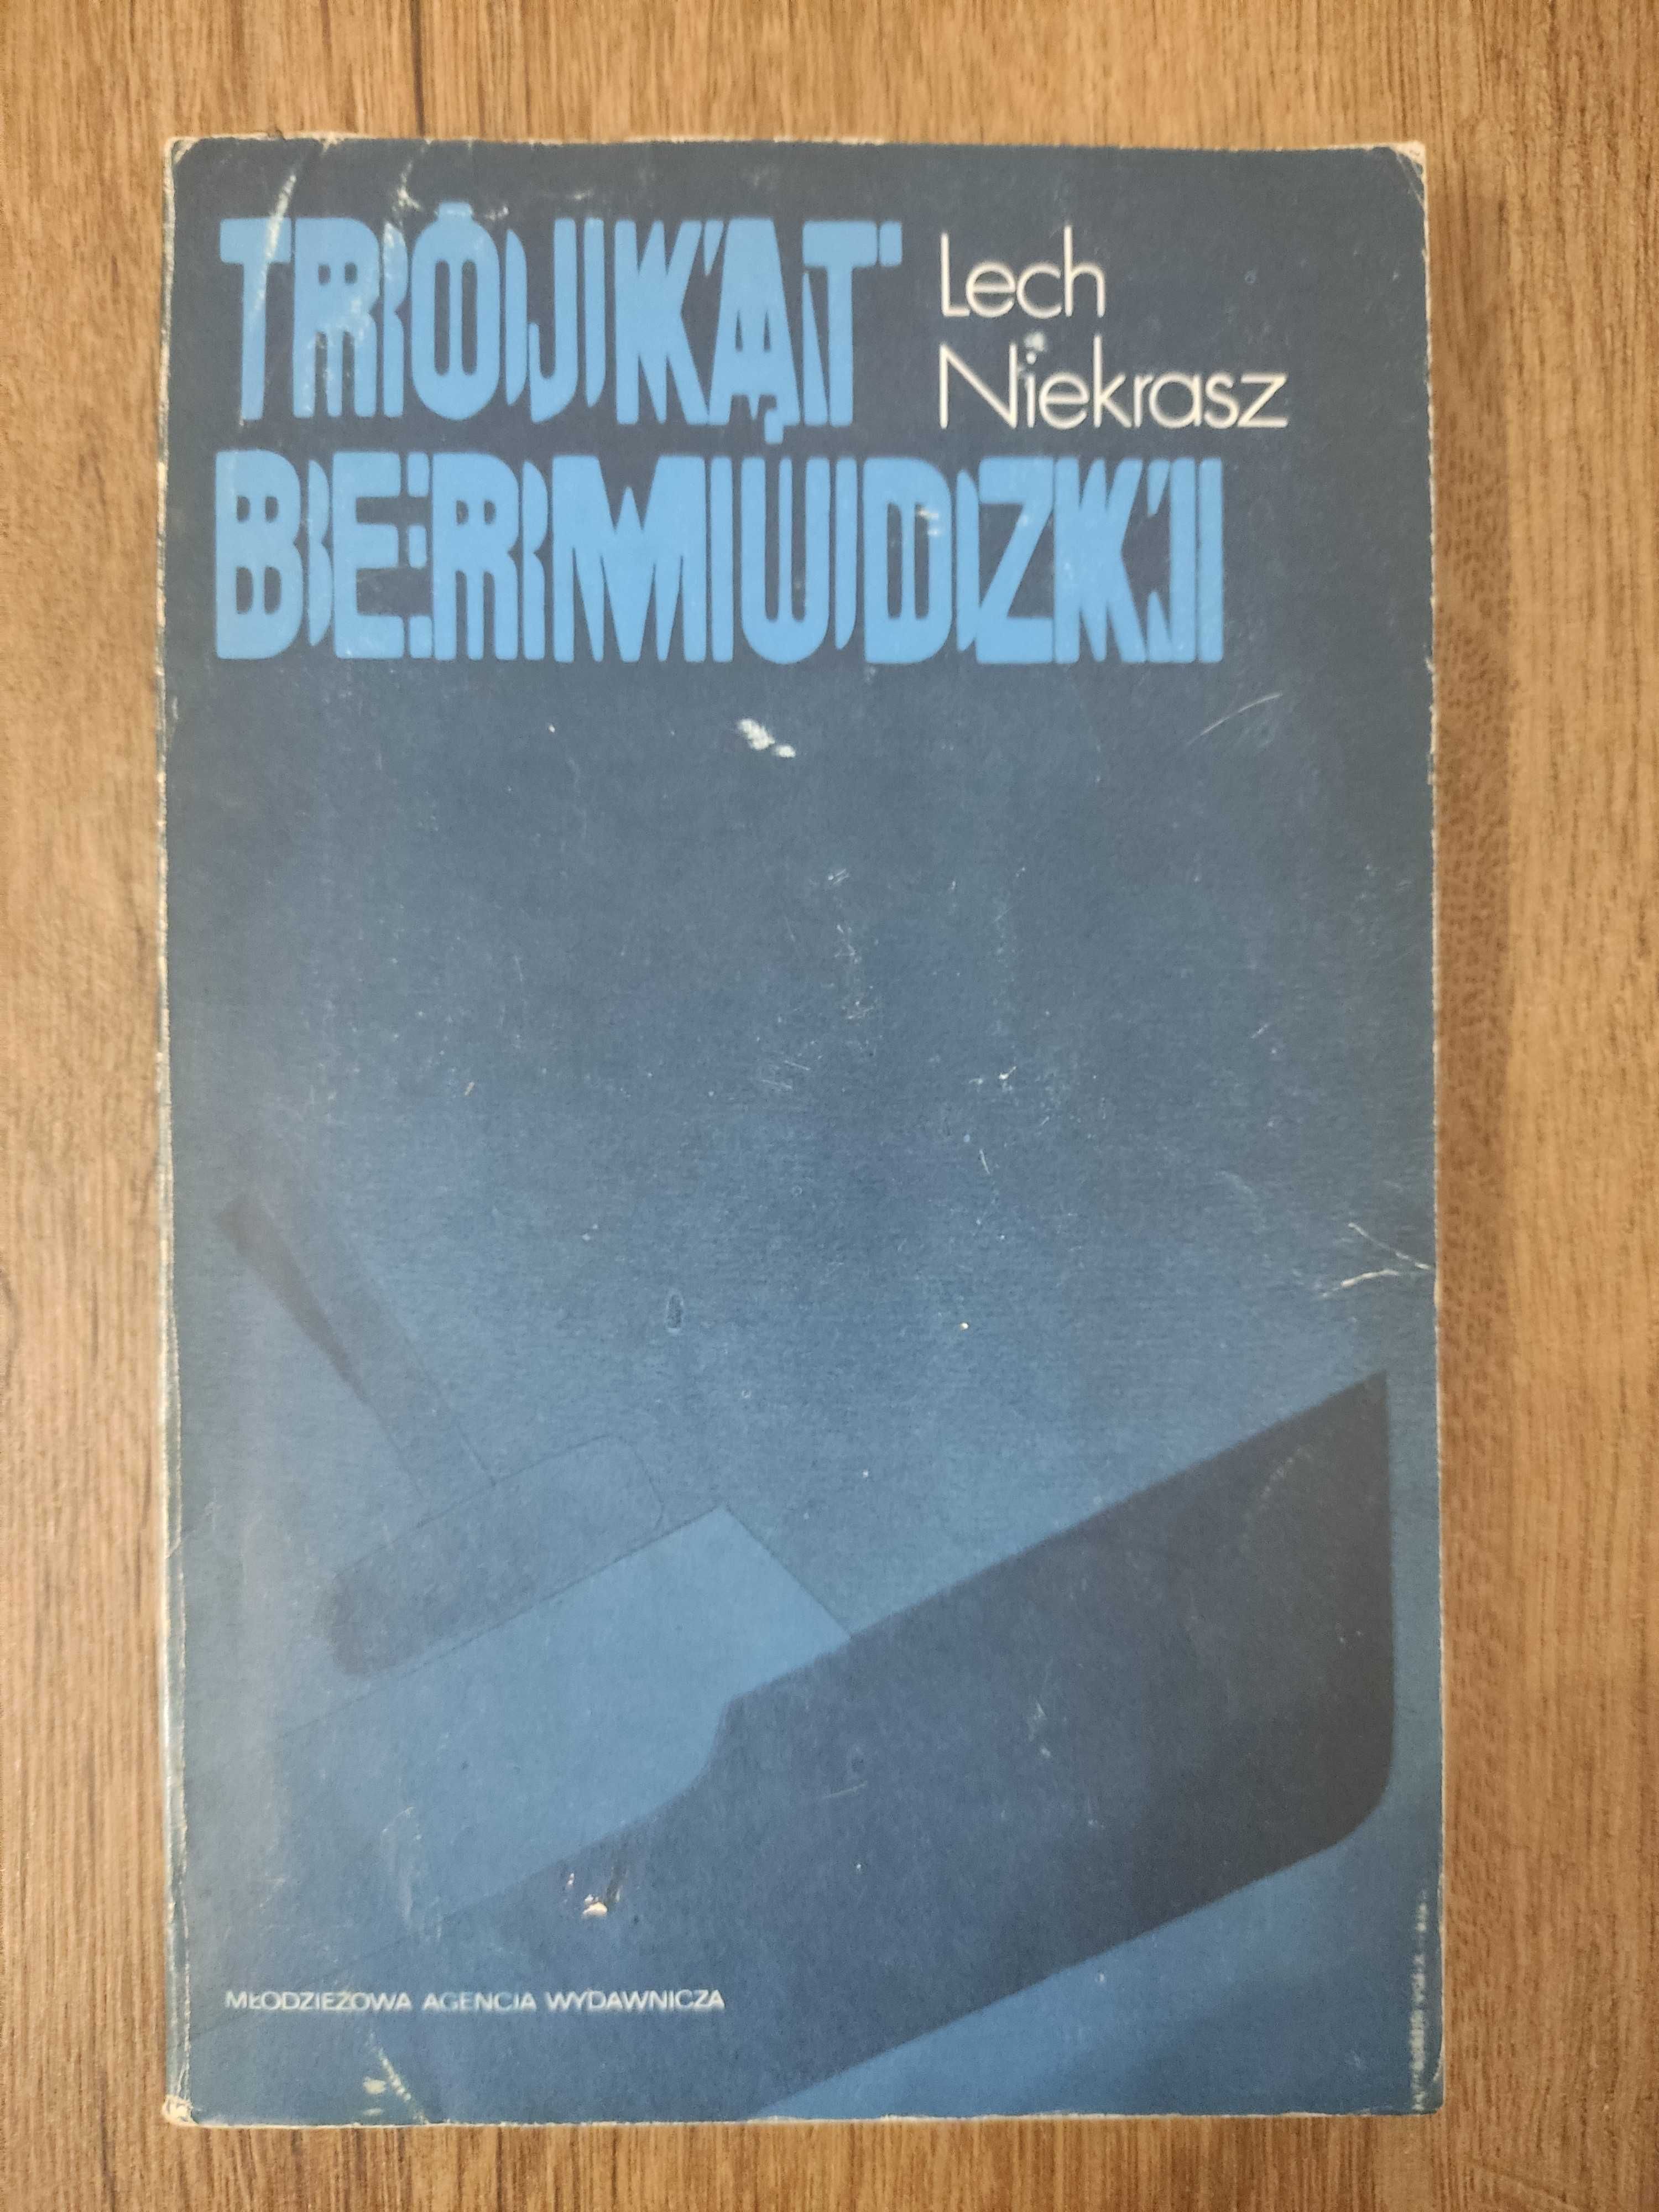 TRÓJKĄT
Lech
Niekrasz
BERMUDZKI
MŁODZIEŻOWA AGENCJA WYDAWNICZA